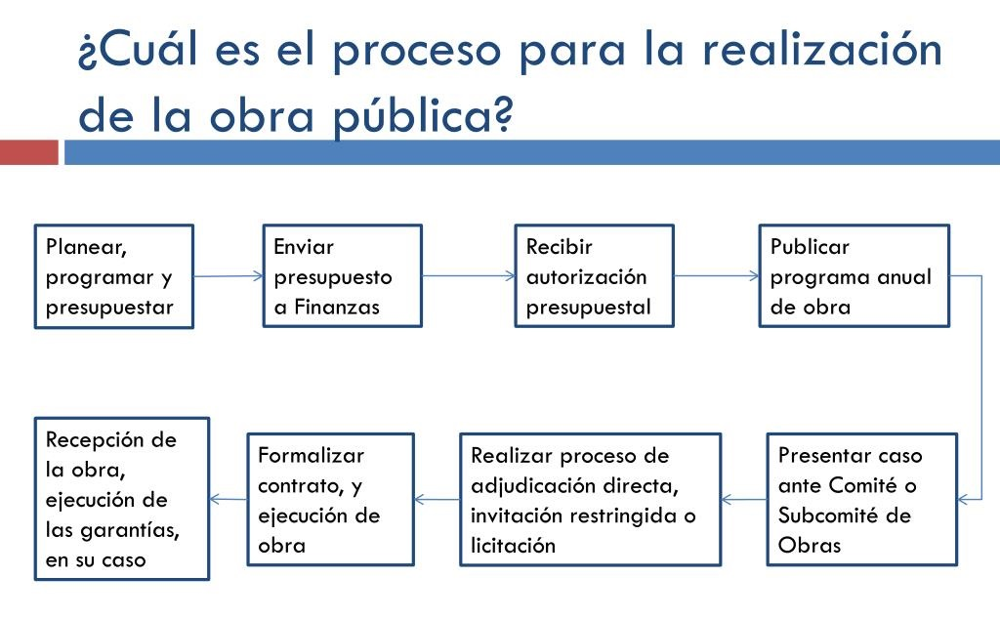 ¿Cuál es el proceso para la realización
de la obra pública?
Planear,
programar y
presupuestar
Enviar
presupuesto
a Finanzas
Recibir
autorización
presupuestal
Publicar
programa anual
de obra
Presentar caso
ante Comité o
Subcomité de
Obras
Realizar proceso de
adjudicación directa,
invitación restringida o
licitación
Formalizar
contrato, y
ejecución de
obra
Recepción de
la obra,
ejecución de
las garantías,
en su caso